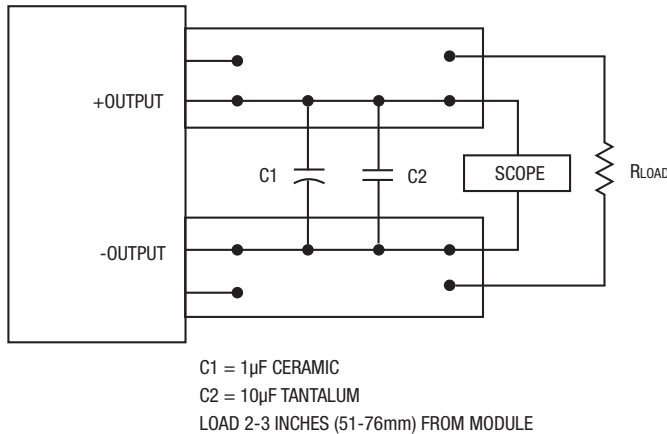 +OUTPUT
C1
C2
SCOPE
RLOAD
-OUTPUT
C1 = 1µF CERAMIC
C2 = 10µF TANTALUM
LOAD 2-3 INCHES (51-76mm) FROM MODULE